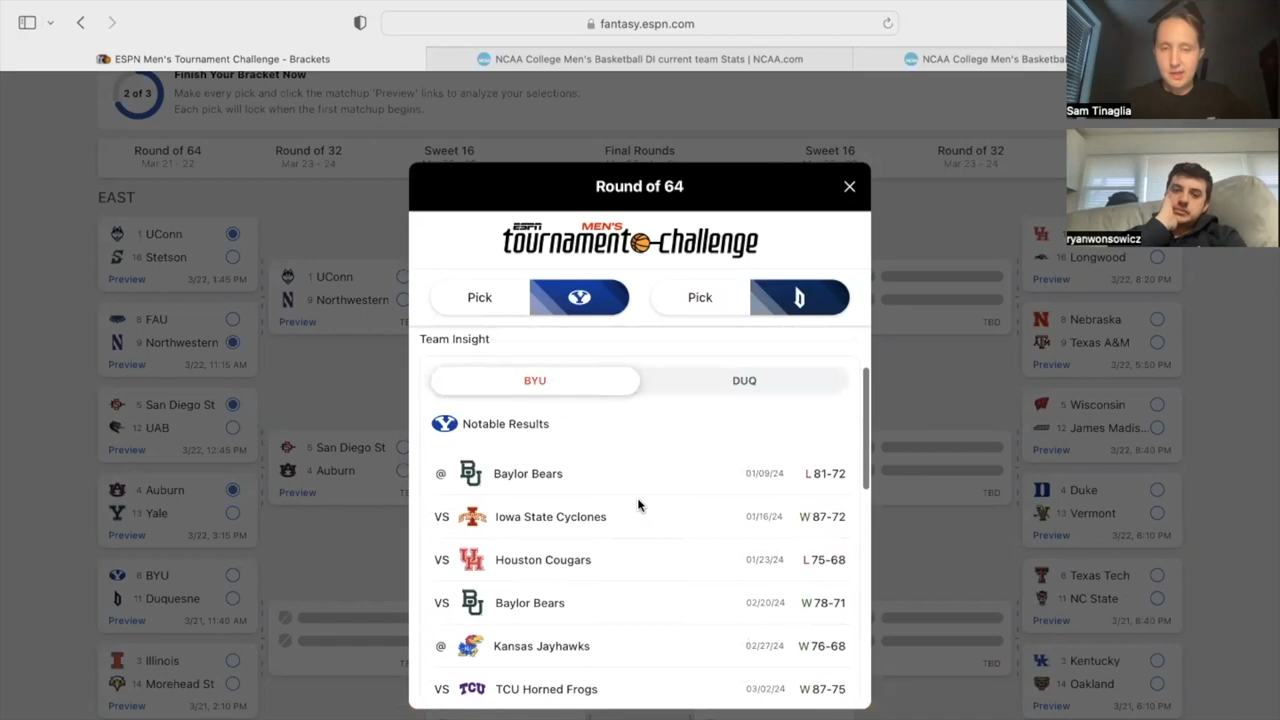 fantasy.espn.com
ESPN Men's Tournament Challenge - Brackets
NCAA College Men's Basketball DI current team Stats | NCAA.com
NCAA College Men's Basketba
Sam Tinaglia
ryanwonsowicz
Finish Your Bracket Now
2 of 3
Make every pick and click the matchup 'Preview' links to analyze your selections.
Each pick will lock when the first matchup begins.
Round of 64
Mar 21 - 22
Round of 32
Mar 23 - 24
Sweet 16
Final Rounds
Sweet 16
Round of 32
Mar 23 - 24
EAST
1 UConn
16 Stetson
Preview 3/22, 1:45 PM
8 FAU
9 Northwestern
Preview 3/22, 11:15 AM
5 San Diego St
12 UAB
Preview 3/22, 12:45 PM
4 Auburn
13 Yale
Preview 3/22, 3:15 PM
6 BYU
11 Duquesne
Preview 3/21, 11:40 AM
3 Illinois
14 Morehead St
Preview 3/21, 2:10 PM
1 UConn
9 Northwestern
Preview
5 San Diego St
4 Auburn
Preview
Round of 64
ESPN MEN'S
tournament challenge
Pick
Pick
Team Insight
BYU
DUQ
Notable Results
@ Baylor Bears 01/09/24 L 81-72
VS Iowa State Cyclones 01/16/24 W 87-72
VS Houston Cougars 01/23/24 L 75-68
VS Baylor Bears 02/20/24 W 78-71
@ Kansas Jayhawks 02/27/24 W 76-68
VS TCU Horned Frogs 03/02/24 W 87-75
TBD
TBD
16 Longwood
Preview 3/22, 6:20 PM
8 Nebraska
9 Texas A&M
Preview 3/22, 5:50 PM
5 Wisconsin
12 James Madis...
Preview 3/22, 8:40 PM
4 Duke
13 Vermont
Preview 3/22, 6:10 PM
6 Texas Tech
11 NC State
Preview 3/21, 8:40 PM
3 Kentucky
14 Oakland
Preview 3/21, 6:10 PM